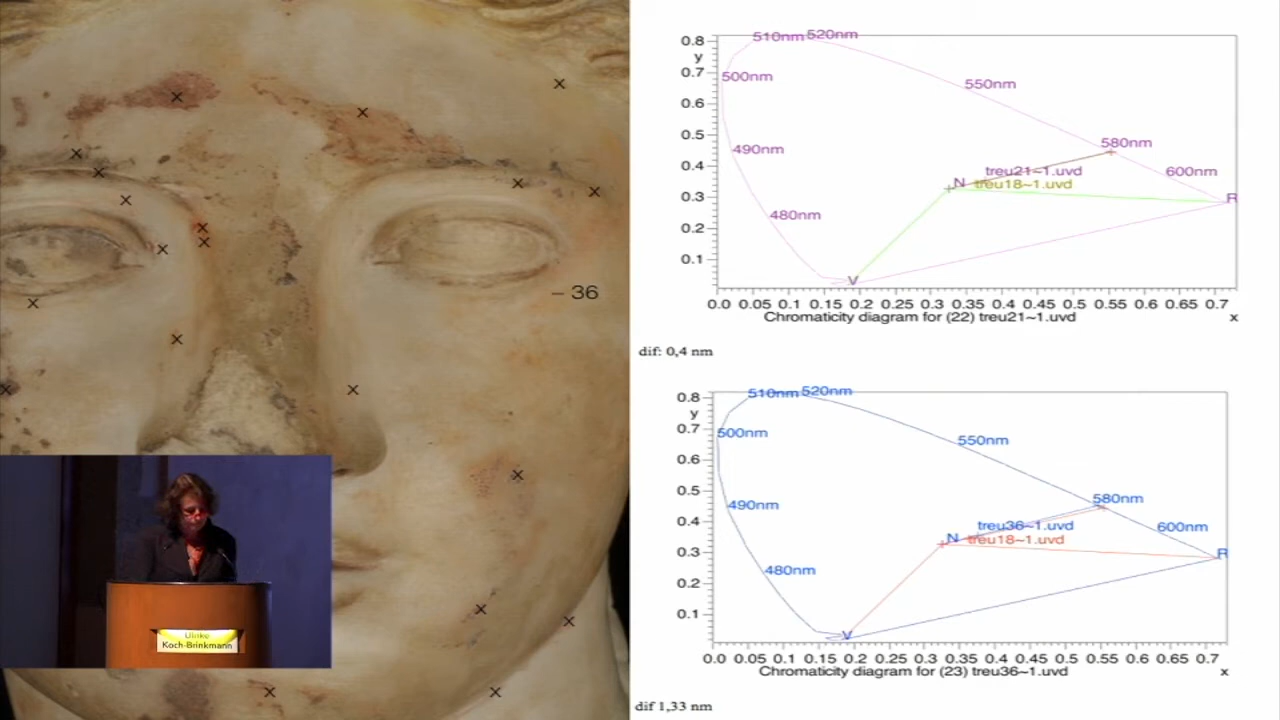 0.8
y
0.7
0.6
0.5
0.4
0.3
0.2
0.1
510nm 520nm
500nm
550nm
490nm
580nm
treu21~1.uvd
600nm
N treu18~1.uvd
R
480nm
V
0.0 0.05 0.1 0.15 0.2 0.25 0.3 0.35 0.4 0.45 0.5 0.55 0.6 0.65 0.7
Chromaticity diagram for (22) treu21~1.uvd x
dif: 0,4 nm
– 36
0.8
y
0.7
0.6
0.5
0.4
0.3
0.2
0.1
510nm 520nm
500nm
550nm
490nm
580nm
treu36~1.uvd
600nm
N treu18~1.uvd
R
480nm
V
0.0 0.05 0.1 0.15 0.2 0.25 0.3 0.35 0.4 0.45 0.5 0.55 0.6 0.65 0.7
Chromaticity diagram for (23) treu36~1.uvd x
dif 1,33 nm
Ulrike
Koch-Brinkmann